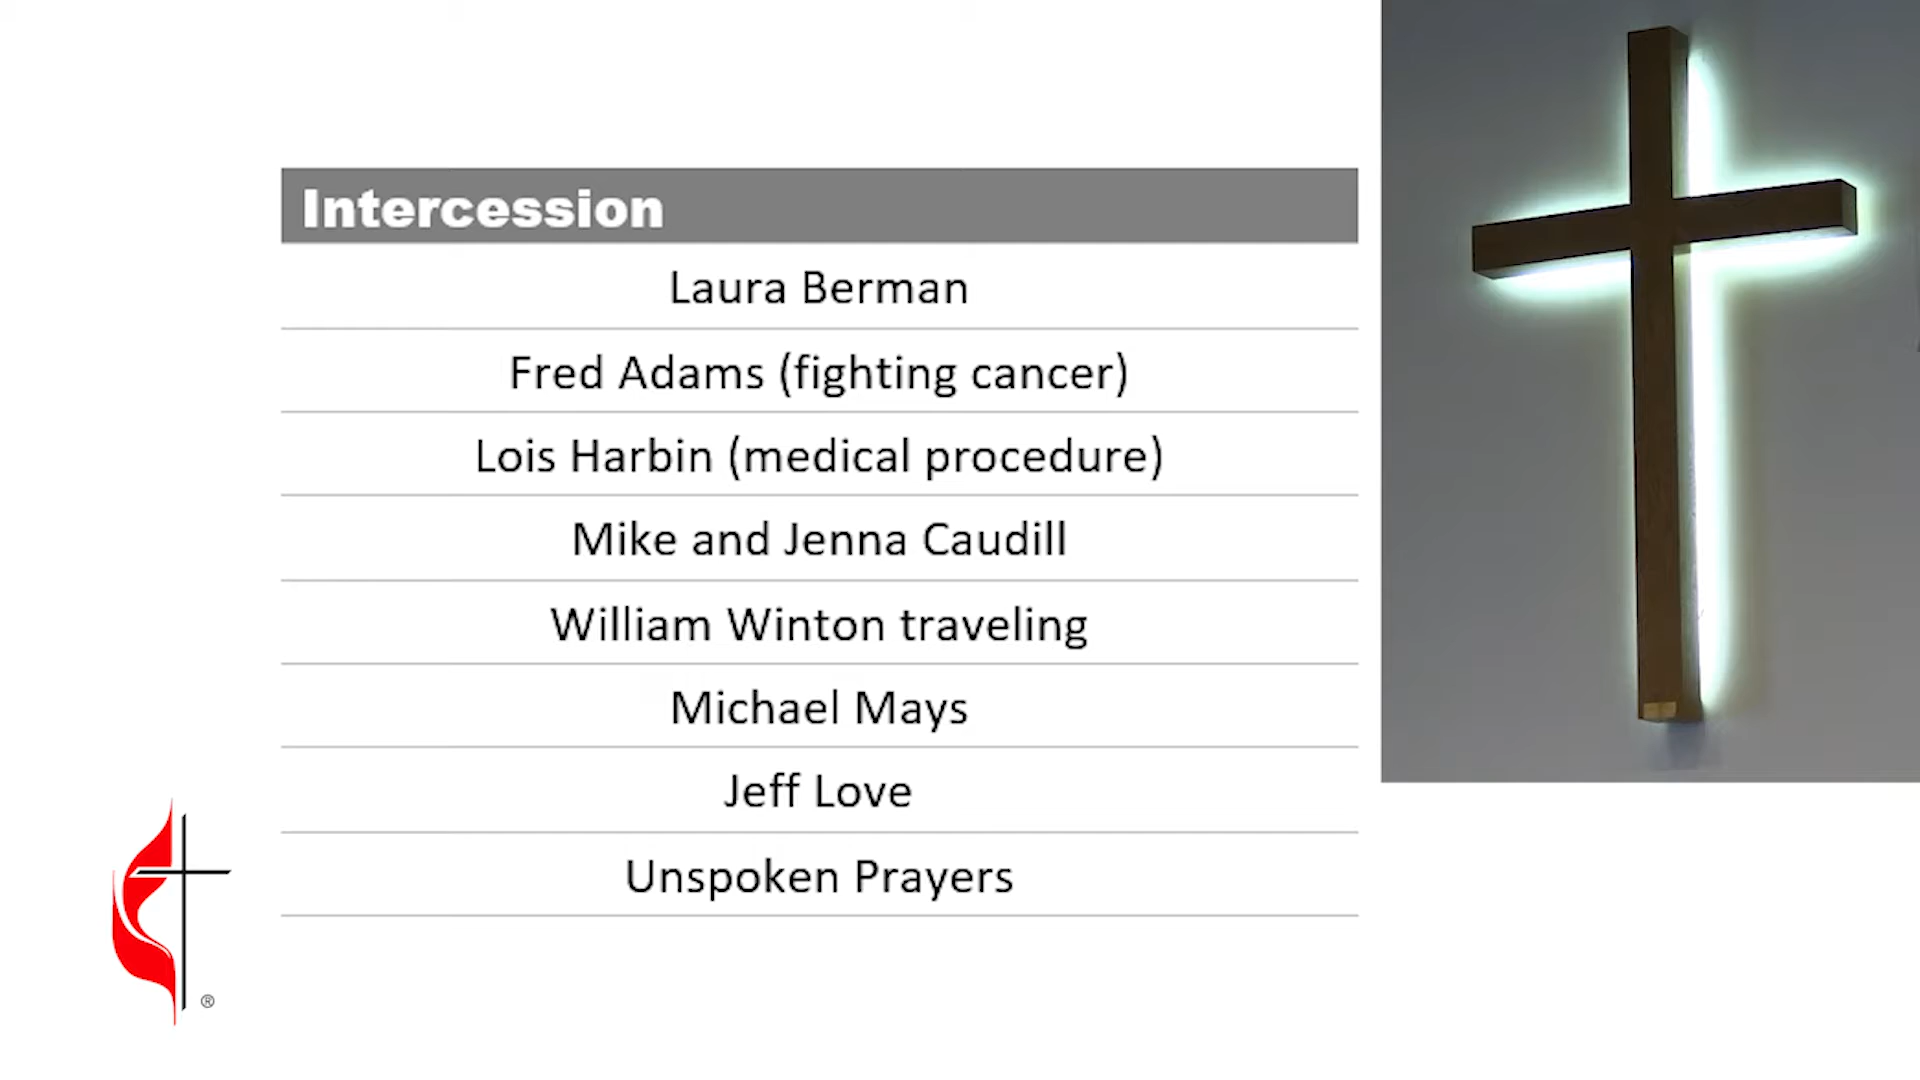 Intercession
Laura Berman
Fred Adams (fighting cancer)
Lois Harbin (medical procedure)
Mike and Jenna Caudill
William Winton traveling
Michael Mays
Jeff Love
Unspoken Prayers
®